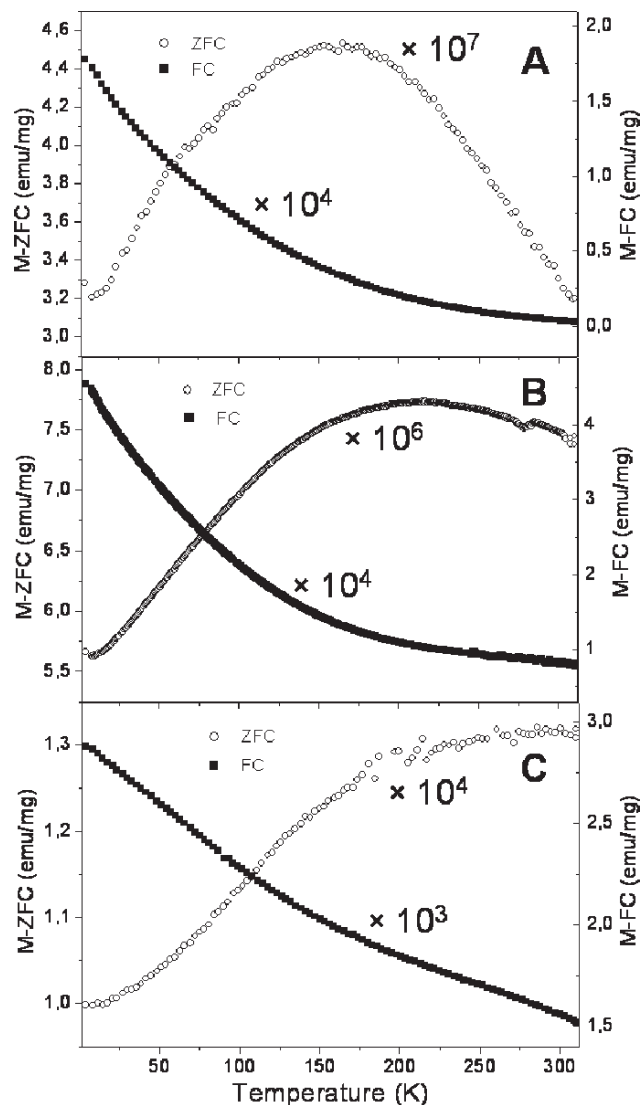 4,6
4,4
4,2
4,0
3,8
3,6
3,4
3,2
3,0
M-ZFC (emu/mg)
ZFC
FC
× 10⁷
× 10⁴
A
2,0
1,5
1,0
0,5
0,0
M-FC (emu/mg)
8,0
7,5
7,0
6,5
6,0
5,5
M-ZFC (emu/mg)
ZFC
FC
× 10⁶
× 10⁴
B
4
3
2
1
M-FC (emu/mg)
1,3
1,2
1,1
1,0
M-ZFC (emu/mg)
ZFC
FC
× 10⁴
× 10³
C
3,0
2,5
2,0
1,5
M-FC (emu/mg)
0 50 100 150 200 250 300
Temperature (K)